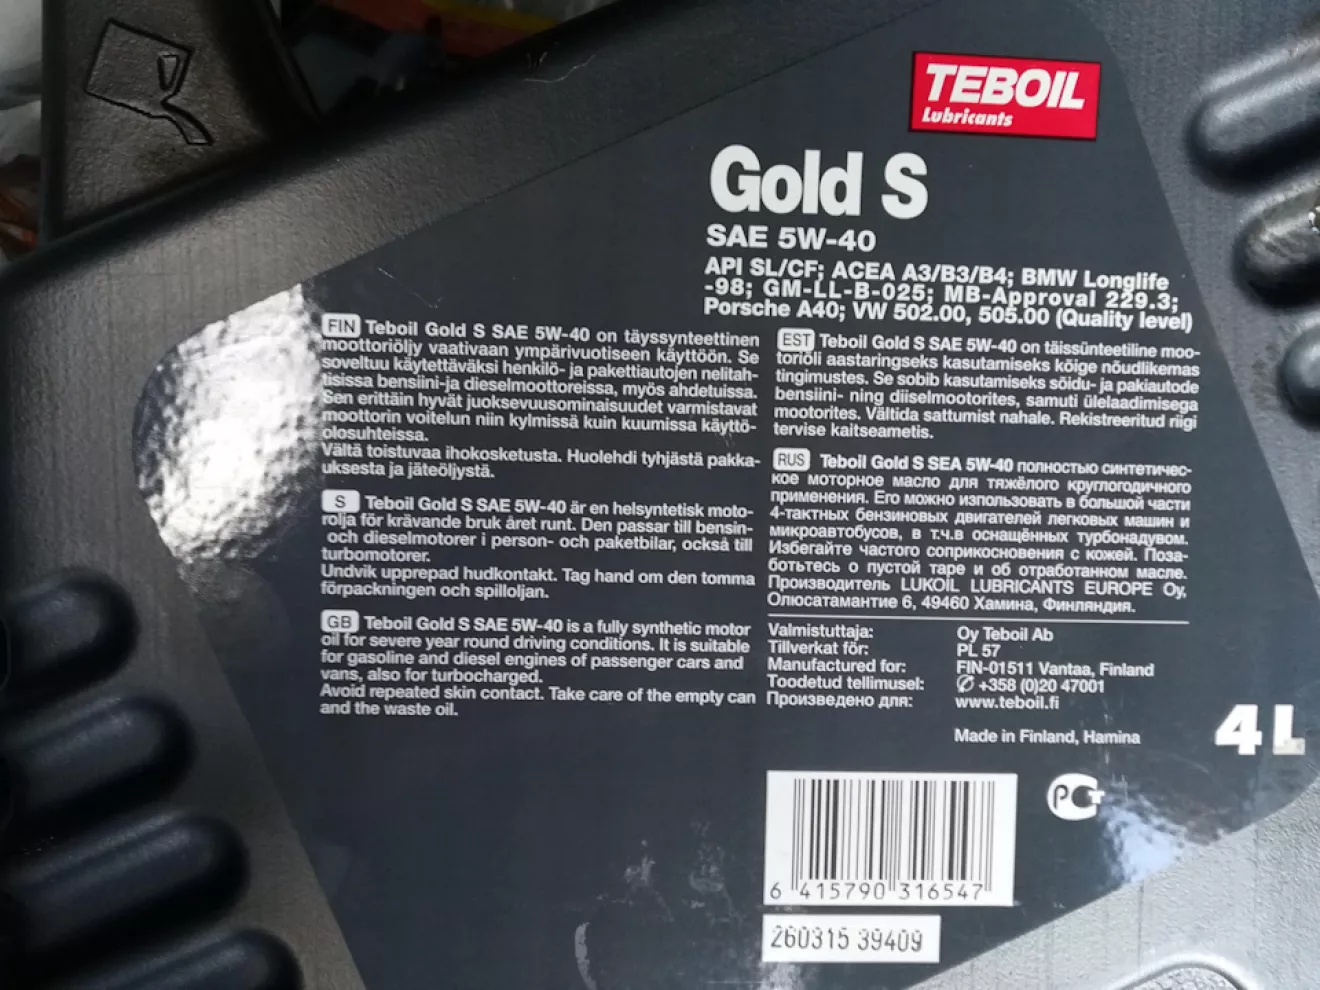 TEBOIL
Lubricants
Gold S
SAE 5W-40
API SL/CF; ACEA A3/B3/B4; BMW Longlife
-98; GM-LL-B-025; MB-Approval 229.3;
Porsche A40; VW 502.00, 505.00 (Quality level)
FIN Teboil Gold S SAE 5W-40 on täyssynteettinen
moottoriöljy vaativaan ympärivuotiseen käyttöön. Se
soveltuu käytettäväksi henkilö- ja pakettiautojen nelitah-
tisissa bensiini-ja dieselmoottoreissa, myös ahdetuissa.
Sen erittäin hyvät juoksevuusominaisuudet varmistavat
moottorin voitelun niin kylmissä kuin kuumissa käyttö-
olosuhteissa.
Vältä toistuvaa ihokosketusta. Huolehdi tyhjästä pakka-
uksesta ja jäteöljystä.
S Teboil Gold S SAE 5W-40 är en helsyntetisk moto-
rolja för krävande bruk året runt. Den passar till bensin-
och dieselmotorer i person- och paketbilar, också till
turbomotorer.
Undvik upprepad hudkontakt. Tag hand om den tomma
förpackningen och spilloljan.
GB Teboil Gold S SAE 5W-40 is a fully synthetic motor
oil for severe year round driving conditions. It is suitable
for gasoline and diesel engines of passenger cars and
vans, also for turbocharged.
Avoid repeated skin contact. Take care of the empty can
and the waste oil.
EST Teboil Gold S SAE 5W-40 on täissünteetiline moo-
toriõli aastaringseks kasutamiseks kõige nõudlikemas
tingimustes. Se sobib kasutamiseks sõidu- ja pakiautode
bensiini- ning diiselmootorites, samuti ülelaadimisega
mootorites. Vältida sattumist nahale. Rekistreeritud riigi
tervise kaitseametis.
RUS Teboil Gold S SEA 5W-40 полностью синтетичес-
кое моторное масло для тяжёлого круглогодичного
применения. Его можно использовать в большой части
4-тактных бензиновых двигателей легковых машин и
микроавтобусов, в т.ч.в оснащённых турбонадувом.
Избегайте частого соприкосновения с кожей. Поза-
ботьтесь о пустой таре и об отработанном масле.
Производитель LUKOIL LUBRICANTS EUROPE Oy,
Олюсатамантие 6, 49460 Хамина, Финляндия.
Valmistuttaja: Oy Teboil Ab
Tillverkat för: PL 57
Manufactured for: FIN-01511 Vantaa, Finland
Toodetud tellimusel: ✆ +358 (0)20 47001
Произведено для: www.teboil.fi
Made in Finland, Hamina
4 L
РСТ
6 415790 316547
260315 39409